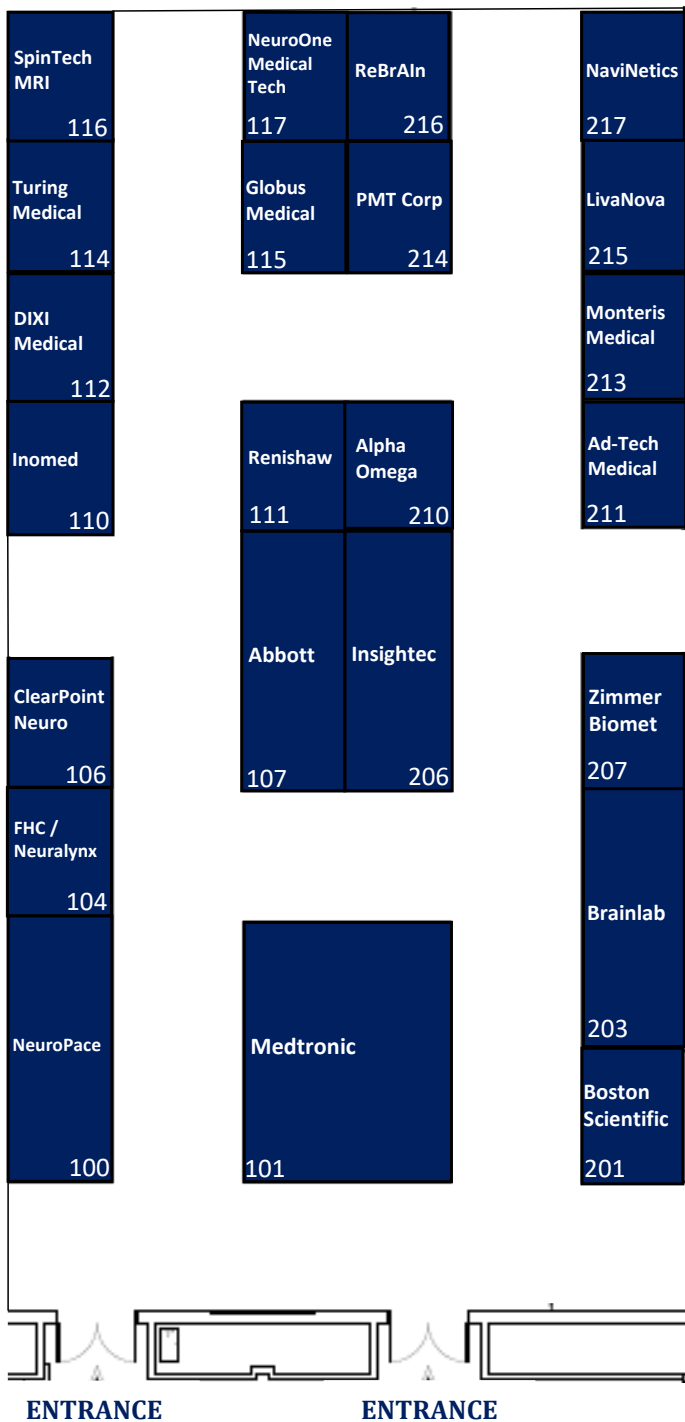 SpinTech
MRI
116
NeuroOne
Medical
Tech
117
ReBrAIn
216
NaviNetics
217
Turing
Medical
114
Globus
Medical
115
PMT Corp
214
LivaNova
215
DIXI
Medical
112
Monteris
Medical
213
Inomed
110
Renishaw
111
Alpha
Omega
210
Ad-Tech
Medical
211
Abbott
107
Insightec
206
ClearPoint
Neuro
106
Zimmer
Biomet
207
FHC /
Neuralynx
104
Brainlab
203
NeuroPace
100
Medtronic
101
Boston
Scientific
201
ENTRANCE
ENTRANCE